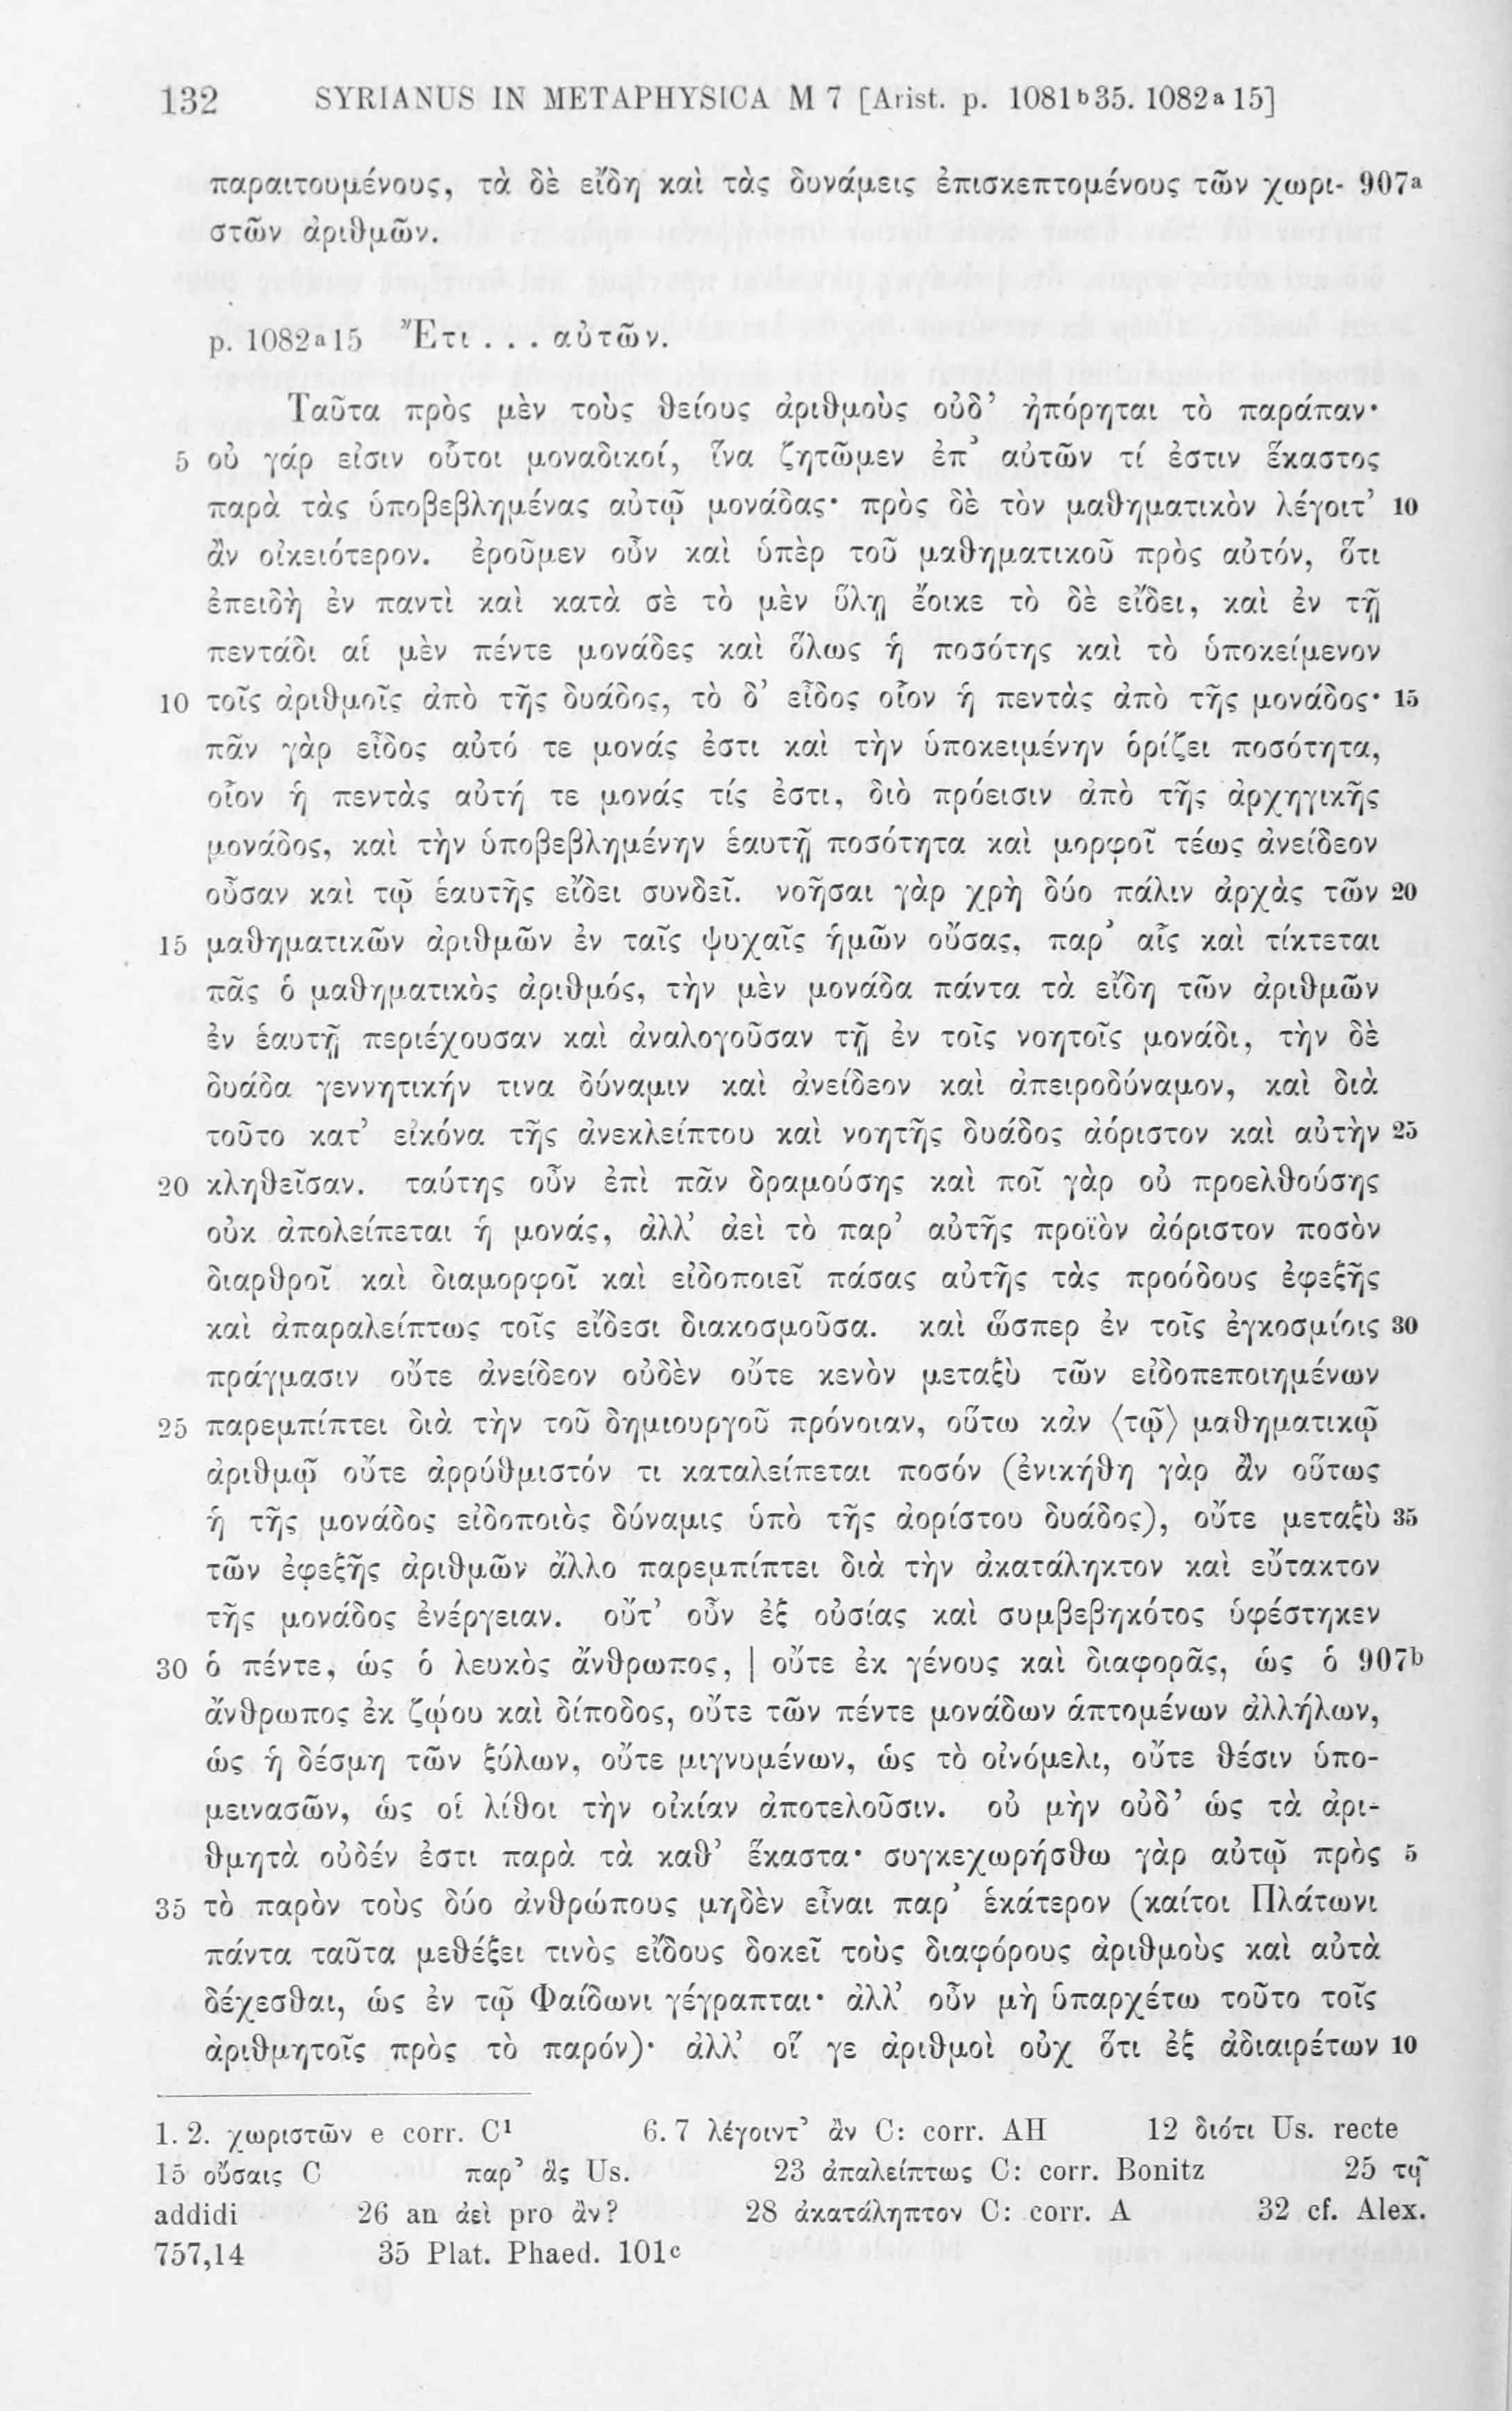 132 SYRIANUS IN METAPHYSICA M 7 [Arist. p. 1081ᵇ35. 1082ᵃ15]
παραιτουμένους, τὰ δὲ εἴδη καὶ τὰς δυνάμεις ἐπισκεπτομένους τῶν χωρι- 907ᵃ
στῶν ἀριθμῶν.
p. 1082ᵃ15 Ἔτι . . . αὐτῶν.
Ταῦτα πρὸς μὲν τοὺς θείους ἀριθμοὺς οὐδ’ ἠπόρηται τὸ παράπαν·
5 οὐ γάρ εἰσιν οὗτοι μοναδικοί, ἵνα ζητῶμεν ἐπ’ αὐτῶν τί ἐστιν ἕκαστος
παρὰ τὰς ὑποβεβλημένας αὐτῷ μονάδας· πρὸς δὲ τὸν μαθηματικὸν λέγοιτ’ 10
ἂν οἰκειότερον. ἐροῦμεν οὖν καὶ ὑπὲρ τοῦ μαθηματικοῦ πρὸς αὐτόν, ὅτι
ἐπειδὴ ἐν παντὶ καὶ κατὰ σὲ τὸ μὲν ὕλῃ ἔοικε τὸ δὲ εἴδει, καὶ ἐν τῇ
πεντάδι αἱ μὲν πέντε μονάδες καὶ ὅλως ἡ ποσότης καὶ τὸ ὑποκείμενον
10 τοῖς ἀριθμοῖς ἀπὸ τῆς δυάδος, τὸ δ’ εἶδος οἷον ἡ πεντὰς ἀπὸ τῆς μονάδος· 15
πᾶν γὰρ εἶδος αὐτό τε μονάς ἐστι καὶ τὴν ὑποκειμένην ὁρίζει ποσότητα,
οἷον ἡ πεντὰς αὐτή τε μονάς τίς ἐστι, διὸ πρόεισιν ἀπὸ τῆς ἀρχηγικῆς
μονάδος, καὶ τὴν ὑποβεβλημένην ἑαυτῇ ποσότητα καὶ μορφοῖ τέως ἀνείδεον
οὖσαν καὶ τῷ ἑαυτῆς εἴδει συνδεῖ. νοῆσαι γὰρ χρὴ δύο πάλιν ἀρχὰς τῶν 20
15 μαθηματικῶν ἀριθμῶν ἐν ταῖς ψυχαῖς ἡμῶν οὔσας, παρ’ αἷς καὶ τίκτεται
πᾶς ὁ μαθηματικὸς ἀριθμός, τὴν μὲν μονάδα πάντα τὰ εἴδη τῶν ἀριθμῶν
ἐν ἑαυτῇ περιέχουσαν καὶ ἀναλογοῦσαν τῇ ἐν τοῖς νοητοῖς μονάδι, τὴν δὲ
δυάδα γεννητικήν τινα δύναμιν καὶ ἀνείδεον καὶ ἀπειροδύναμον, καὶ διὰ
τοῦτο κατ’ εἰκόνα τῆς ἀνεκλείπτου καὶ νοητῆς δυάδος ἀόριστον καὶ αὐτὴν 25
20 κληθεῖσαν. ταύτης οὖν ἐπὶ πᾶν δραμούσης καὶ ποῖ γὰρ οὐ προελθούσης
οὐκ ἀπολείπεται ἡ μονάς, ἀλλ’ ἀεὶ τὸ παρ’ αὐτῆς προϊὸν ἀόριστον ποσὸν
διαρθροῖ καὶ διαμορφοῖ καὶ εἰδοποιεῖ πάσας αὐτῆς τὰς προόδους ἐφεξῆς
καὶ ἀπαραλείπτως τοῖς εἴδεσι διακοσμοῦσα. καὶ ὥσπερ ἐν τοῖς ἐγκοσμίοις 30
πράγμασιν οὔτε ἀνείδεον οὐδὲν οὔτε κενὸν μεταξὺ τῶν εἰδοπεποιημένων
25 παρεμπίπτει διὰ τὴν τοῦ δημιουργοῦ πρόνοιαν, οὕτω κἀν ⟨τῷ⟩ μαθηματικῷ
ἀριθμῷ οὔτε ἀρρύθμιστόν τι καταλείπεται ποσόν (ἐνικήθη γὰρ ἂν οὕτως
ἡ τῆς μονάδος εἰδοποιὸς δύναμις ὑπὸ τῆς ἀορίστου δυάδος), οὔτε μεταξὺ 35
τῶν ἐφεξῆς ἀριθμῶν ἄλλο παρεμπίπτει διὰ τὴν ἀκατάληκτον καὶ εὔτακτον
τῆς μονάδος ἐνέργειαν. οὔτ’ οὖν ἐξ οὐσίας καὶ συμβεβηκότος ὑφέστηκεν
30 ὁ πέντε, ὡς ὁ λευκὸς ἄνθρωπος, | οὔτε ἐκ γένους καὶ διαφορᾶς, ὡς ὁ 907ᵇ
ἄνθρωπος ἐκ ζῴου καὶ δίποδος, οὔτε τῶν πέντε μονάδων ἁπτομένων ἀλλήλων,
ὡς ἡ δέσμη τῶν ξύλων, οὔτε μιγνυμένων, ὡς τὸ οἰνόμελι, οὔτε θέσιν ὑπο-
μεινασῶν, ὡς οἱ λίθοι τὴν οἰκίαν ἀποτελοῦσιν. οὐ μὴν οὐδ’ ὡς τὰ ἀρι-
θμητὰ οὐδέν ἐστι παρὰ τὰ καθ’ ἕκαστα· συγκεχωρήσθω γὰρ αὐτῷ πρὸς 5
35 τὸ παρὸν τοὺς δύο ἀνθρώπους μηδὲν εἶναι παρ’ ἑκάτερον (καίτοι Πλάτωνι
πάντα ταῦτα μεθέξει τινὸς εἴδους δοκεῖ τοὺς διαφόρους ἀριθμοὺς καὶ αὐτὰ
δέχεσθαι, ὡς ἐν τῷ Φαίδωνι γέγραπται· ἀλλ’ οὖν μὴ ὑπαρχέτω τοῦτο τοῖς
ἀριθμητοῖς πρὸς τὸ παρόν)· ἀλλ’ οἵ γε ἀριθμοὶ οὐχ ὅτι ἐξ ἀδιαιρέτων 10
1. 2. χωριστῶν e corr. C¹ 6. 7 λέγοιντ’ ἂν C: corr. AH 12 διότι Us. recte
15 οὔσαις C παρ’ ἃς Us. 23 ἀπαλείπτως C: corr. Bonitz 25 τῷ
addidi 26 an ἀεὶ pro ἂν? 28 ἀκατάληπτον C: corr. A 32 cf. Alex.
757,14 35 Plat. Phaed. 101ᶜ